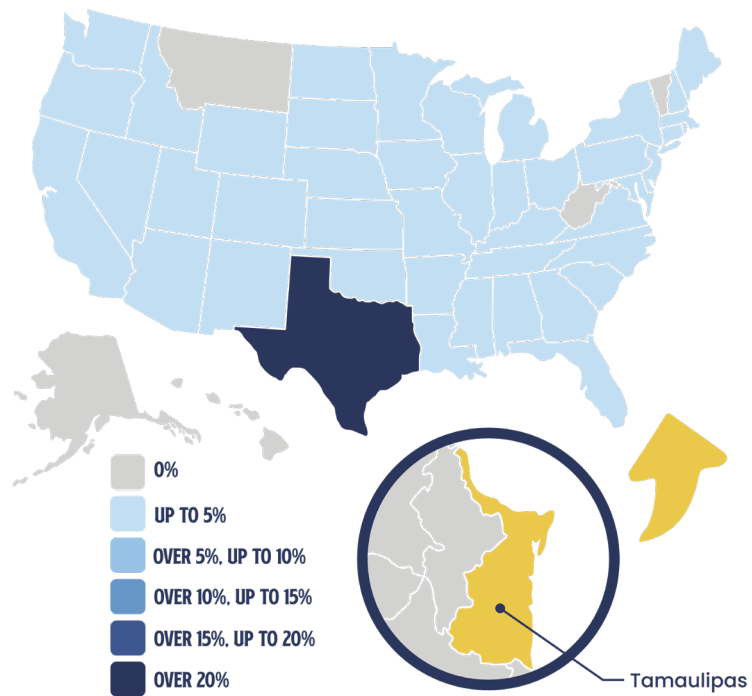 0%
UP TO 5%
OVER 5%, UP TO 10%
OVER 10%, UP TO 15%
OVER 15%, UP TO 20%
OVER 20%
Tamaulipas